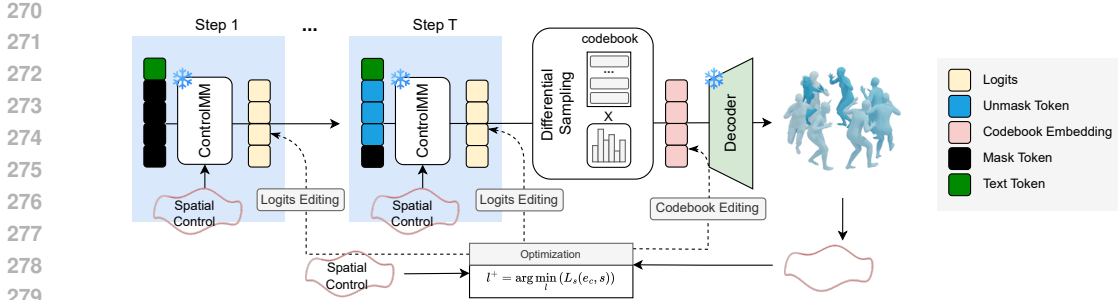 270
271
272
273
274
275
276
277
278
279
Step 1
...
Step T
ControlMM
Spatial
Control
Logits Editing
ControlMM
Spatial
Control
Logits Editing
Differential
Sampling
codebook
...
X
Codebook Editing
Decoder
Logits
Unmask Token
Codebook Embedding
Mask Token
Text Token
Spatial
Control
Optimization
l⁺ = arg min_l (L_s(e_c, s))